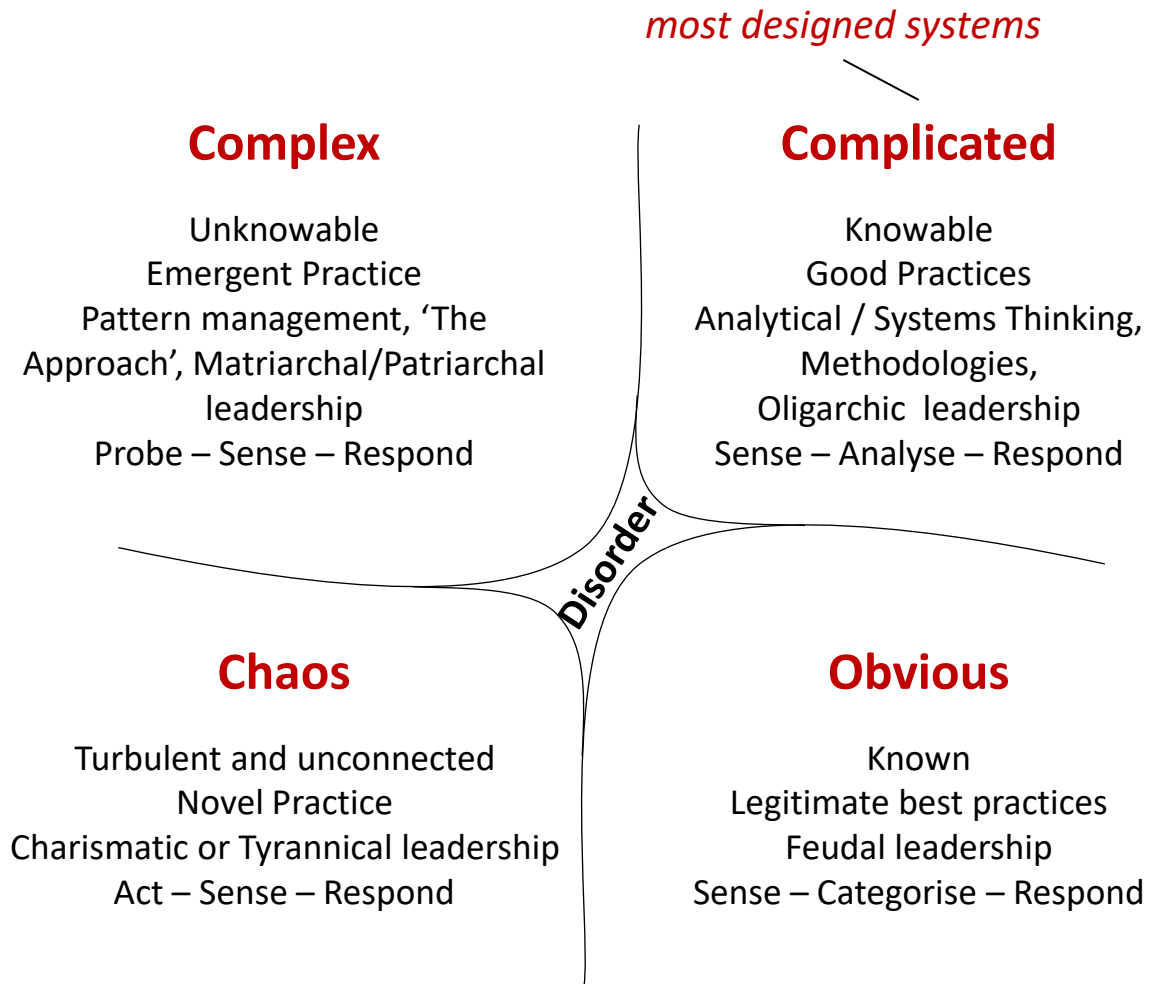 most designed systems
Complex
Unknowable
Emergent Practice
Pattern management, ‘The
Approach’, Matriarchal/Patriarchal
leadership
Probe – Sense – Respond
Complicated
Knowable
Good Practices
Analytical / Systems Thinking,
Methodologies,
Oligarchic leadership
Sense – Analyse – Respond
Disorder
Chaos
Turbulent and unconnected
Novel Practice
Charismatic or Tyrannical leadership
Act – Sense – Respond
Obvious
Known
Legitimate best practices
Feudal leadership
Sense – Categorise – Respond